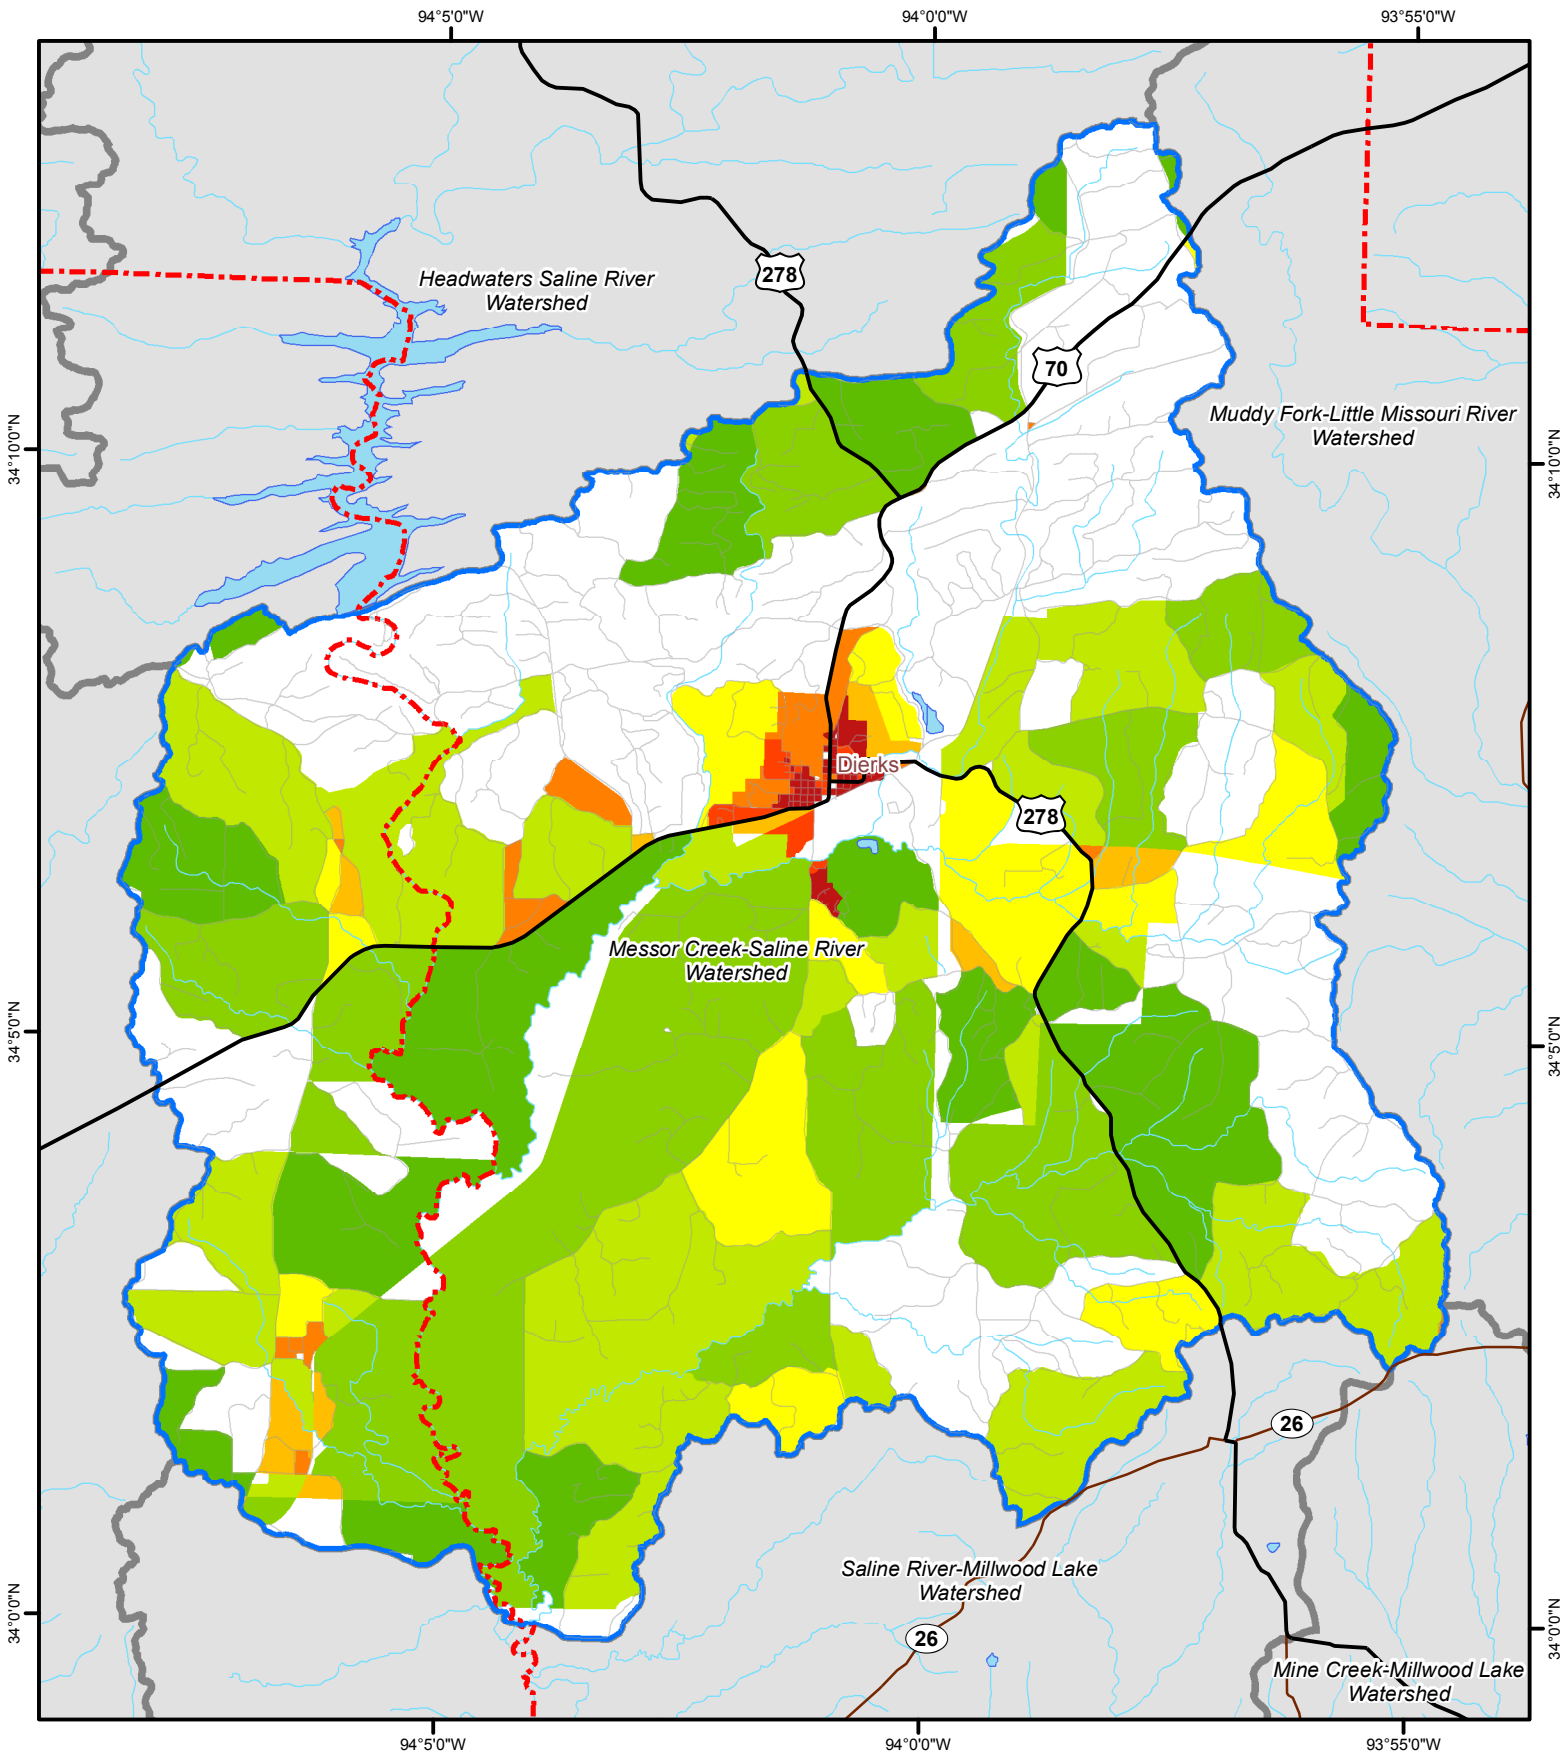 94°5'0"W
94°0'0"W
93°55'0"W
278
Headwaters Saline River
Watershed
70
Muddy Fork-Little Missouri River
Watershed
34°10'0"N
34°10'0"N
Dierks
278
Messor Creek-Saline River
Watershed
34°5'0"N
34°5'0"N
26
Saline River-Millwood Lake
Watershed
34°0'0"N
34°0'0"N
26
Mine Creek-Millwood Lake
Watershed
94°5'0"W
94°0'0"W
93°55'0"W